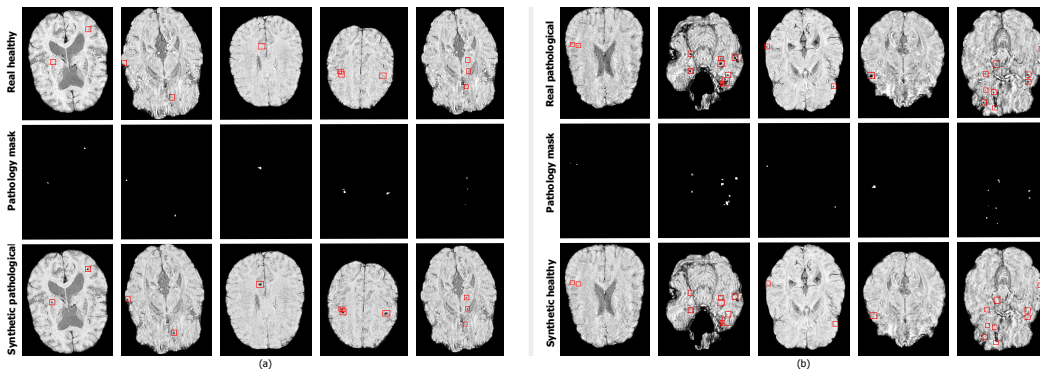 Real healthy
Pathology mask
Synthetic pathological
(a)
Real pathological
Pathology mask
Synthetic healthy
(b)